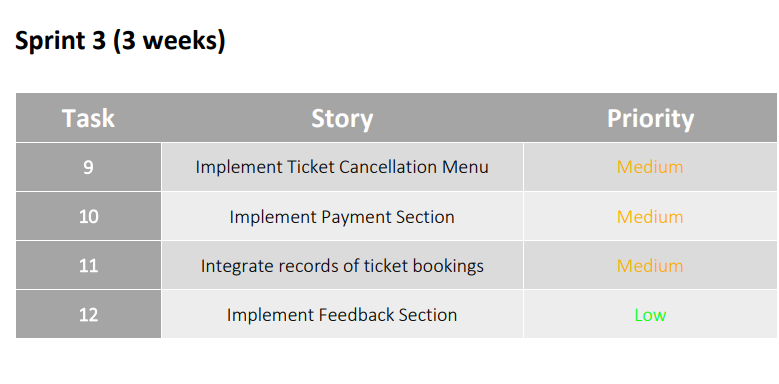 Sprint 3 (3 weeks)
Task Story Priority
9 Implement Ticket Cancellation Menu Medium
10 Implement Payment Section Medium
11 Integrate records of ticket bookings Medium
12 Implement Feedback Section Low